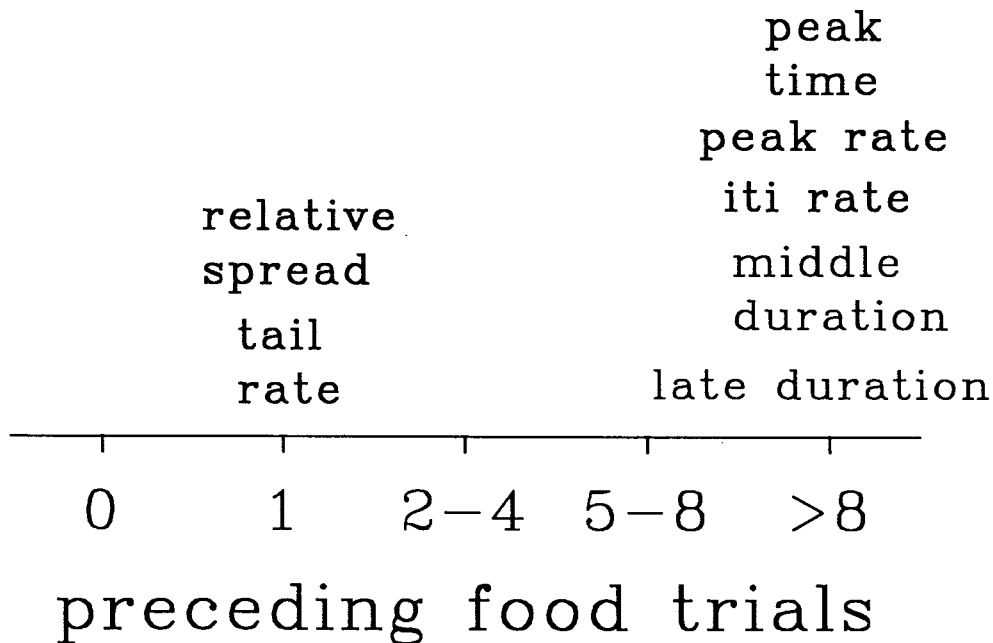 peak
time
peak rate
iti rate
relative
spread
middle
duration
tail
rate
late duration
0 1 2-4 5-8 >8
preceding food trials